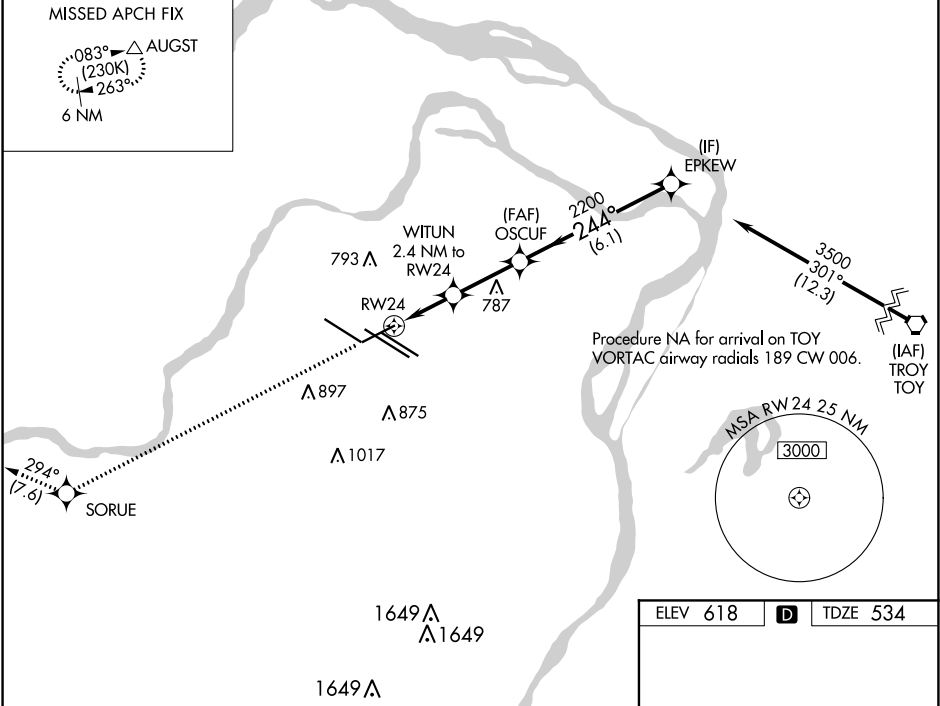 MISSED APCH FIX
083°
AUGST
(230K)
263°
6 NM
(IF)
EPKEW
2200
244°
(6.1)
(FAF)
OSCUF
WITUN
2.4 NM to
RW24
793
787
RW24
3500
301°
(12.3)
Procedure NA for arrival on TOY
VORTAC airway radials 189 CW 006.
(IAF)
TROY
TOY
897
875
1017
MSA RW 24 25 NM
3000
294°
(7.6)
SORUE
1649
1649
1649
ELEV 618 D TDZE 534